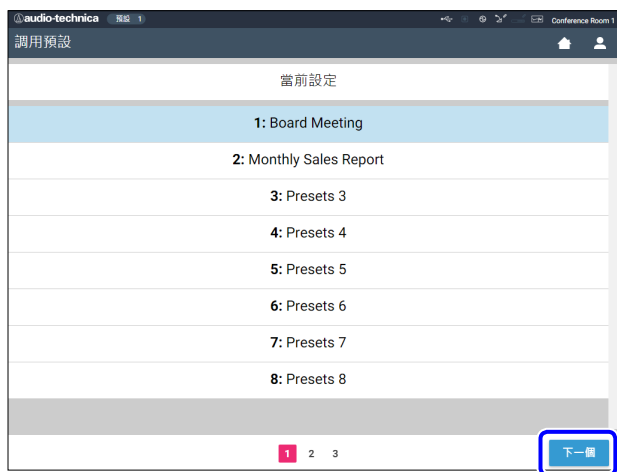 audio-technica 預設 1 Conference Room 1
調用預設
當前設定
1: Board Meeting
2: Monthly Sales Report
3: Presets 3
4: Presets 4
5: Presets 5
6: Presets 6
7: Presets 7
8: Presets 8
1 2 3 下一個